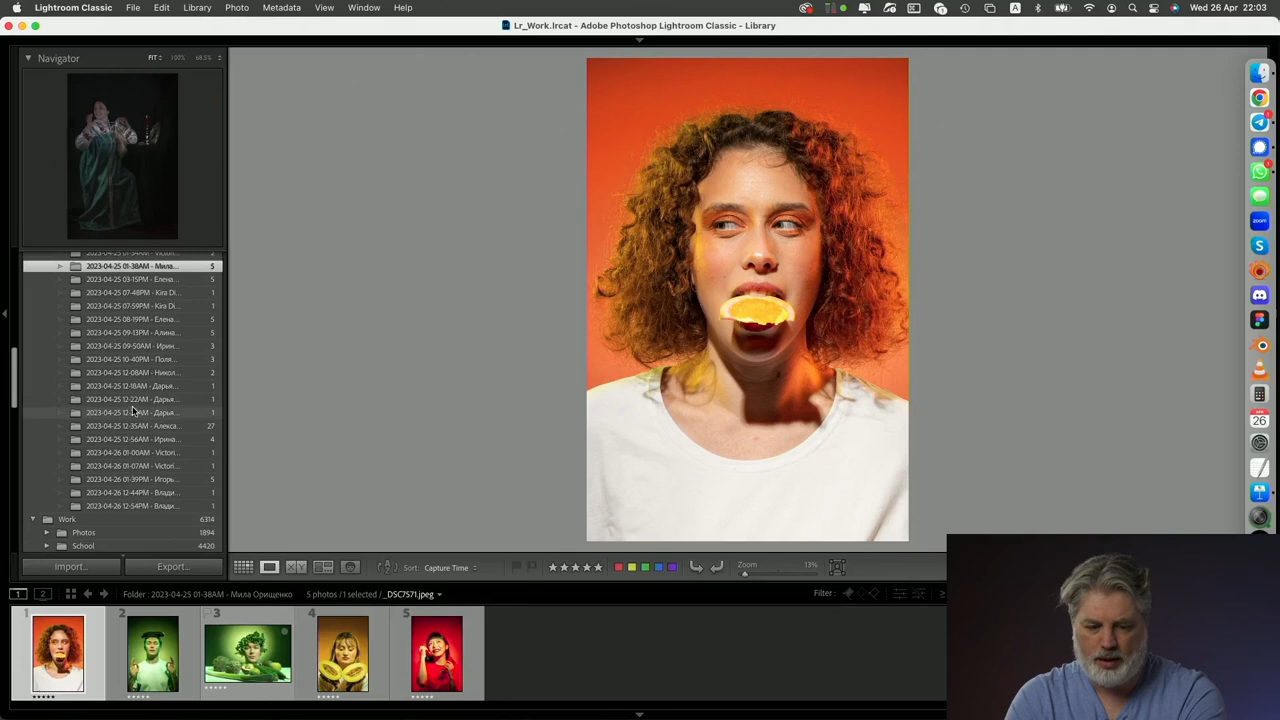 Lightroom Classic File Edit Library Photo Metadata View Window Help Wed 26 Apr 22:03
Lr_Work.lrcat - Adobe Photoshop Lightroom Classic - Library
Navigator FIT 100%
2023-04-25 01-38AM - Мила... 5
2023-04-25 03-15PM - Елена... 5
2023-04-25 07-48PM - Kira Di... 1
2023-04-25 07-59PM - Kira Di... 1
2023-04-25 08-19PM - Елена... 5
2023-04-25 09-13PM - Алина... 5
2023-04-25 09-50AM - Ирин... 3
2023-04-25 10-40PM - Поля... 3
2023-04-25 12-08AM - Никол... 2
2023-04-25 12-18AM - Дарья... 1
2023-04-25 12-22AM - Дарья... 1
2023-04-25 - Дарья... 1
2023-04-25 12-35AM - Алекса... 27
2023-04-25 12-56AM - Ирина... 4
2023-04-26 01-00AM - Victori... 1
2023-04-26 01-07AM - Victori... 1
2023-04-26 01-39PM - Игорь... 5
2023-04-26 12-44PM - Влади... 1
2023-04-26 12-54PM - Влади... 1
Work 6314
Photos 1894
School 4420
Import... Export... Sort: Capture Time Zoom 13%
1 2 Folder : 2023-04-25 01-38AM - Мила Орищенко 5 photos / 1 selected / _DSC7571.jpeg Filter :
1 2 3 4 5
zoom
APR
26